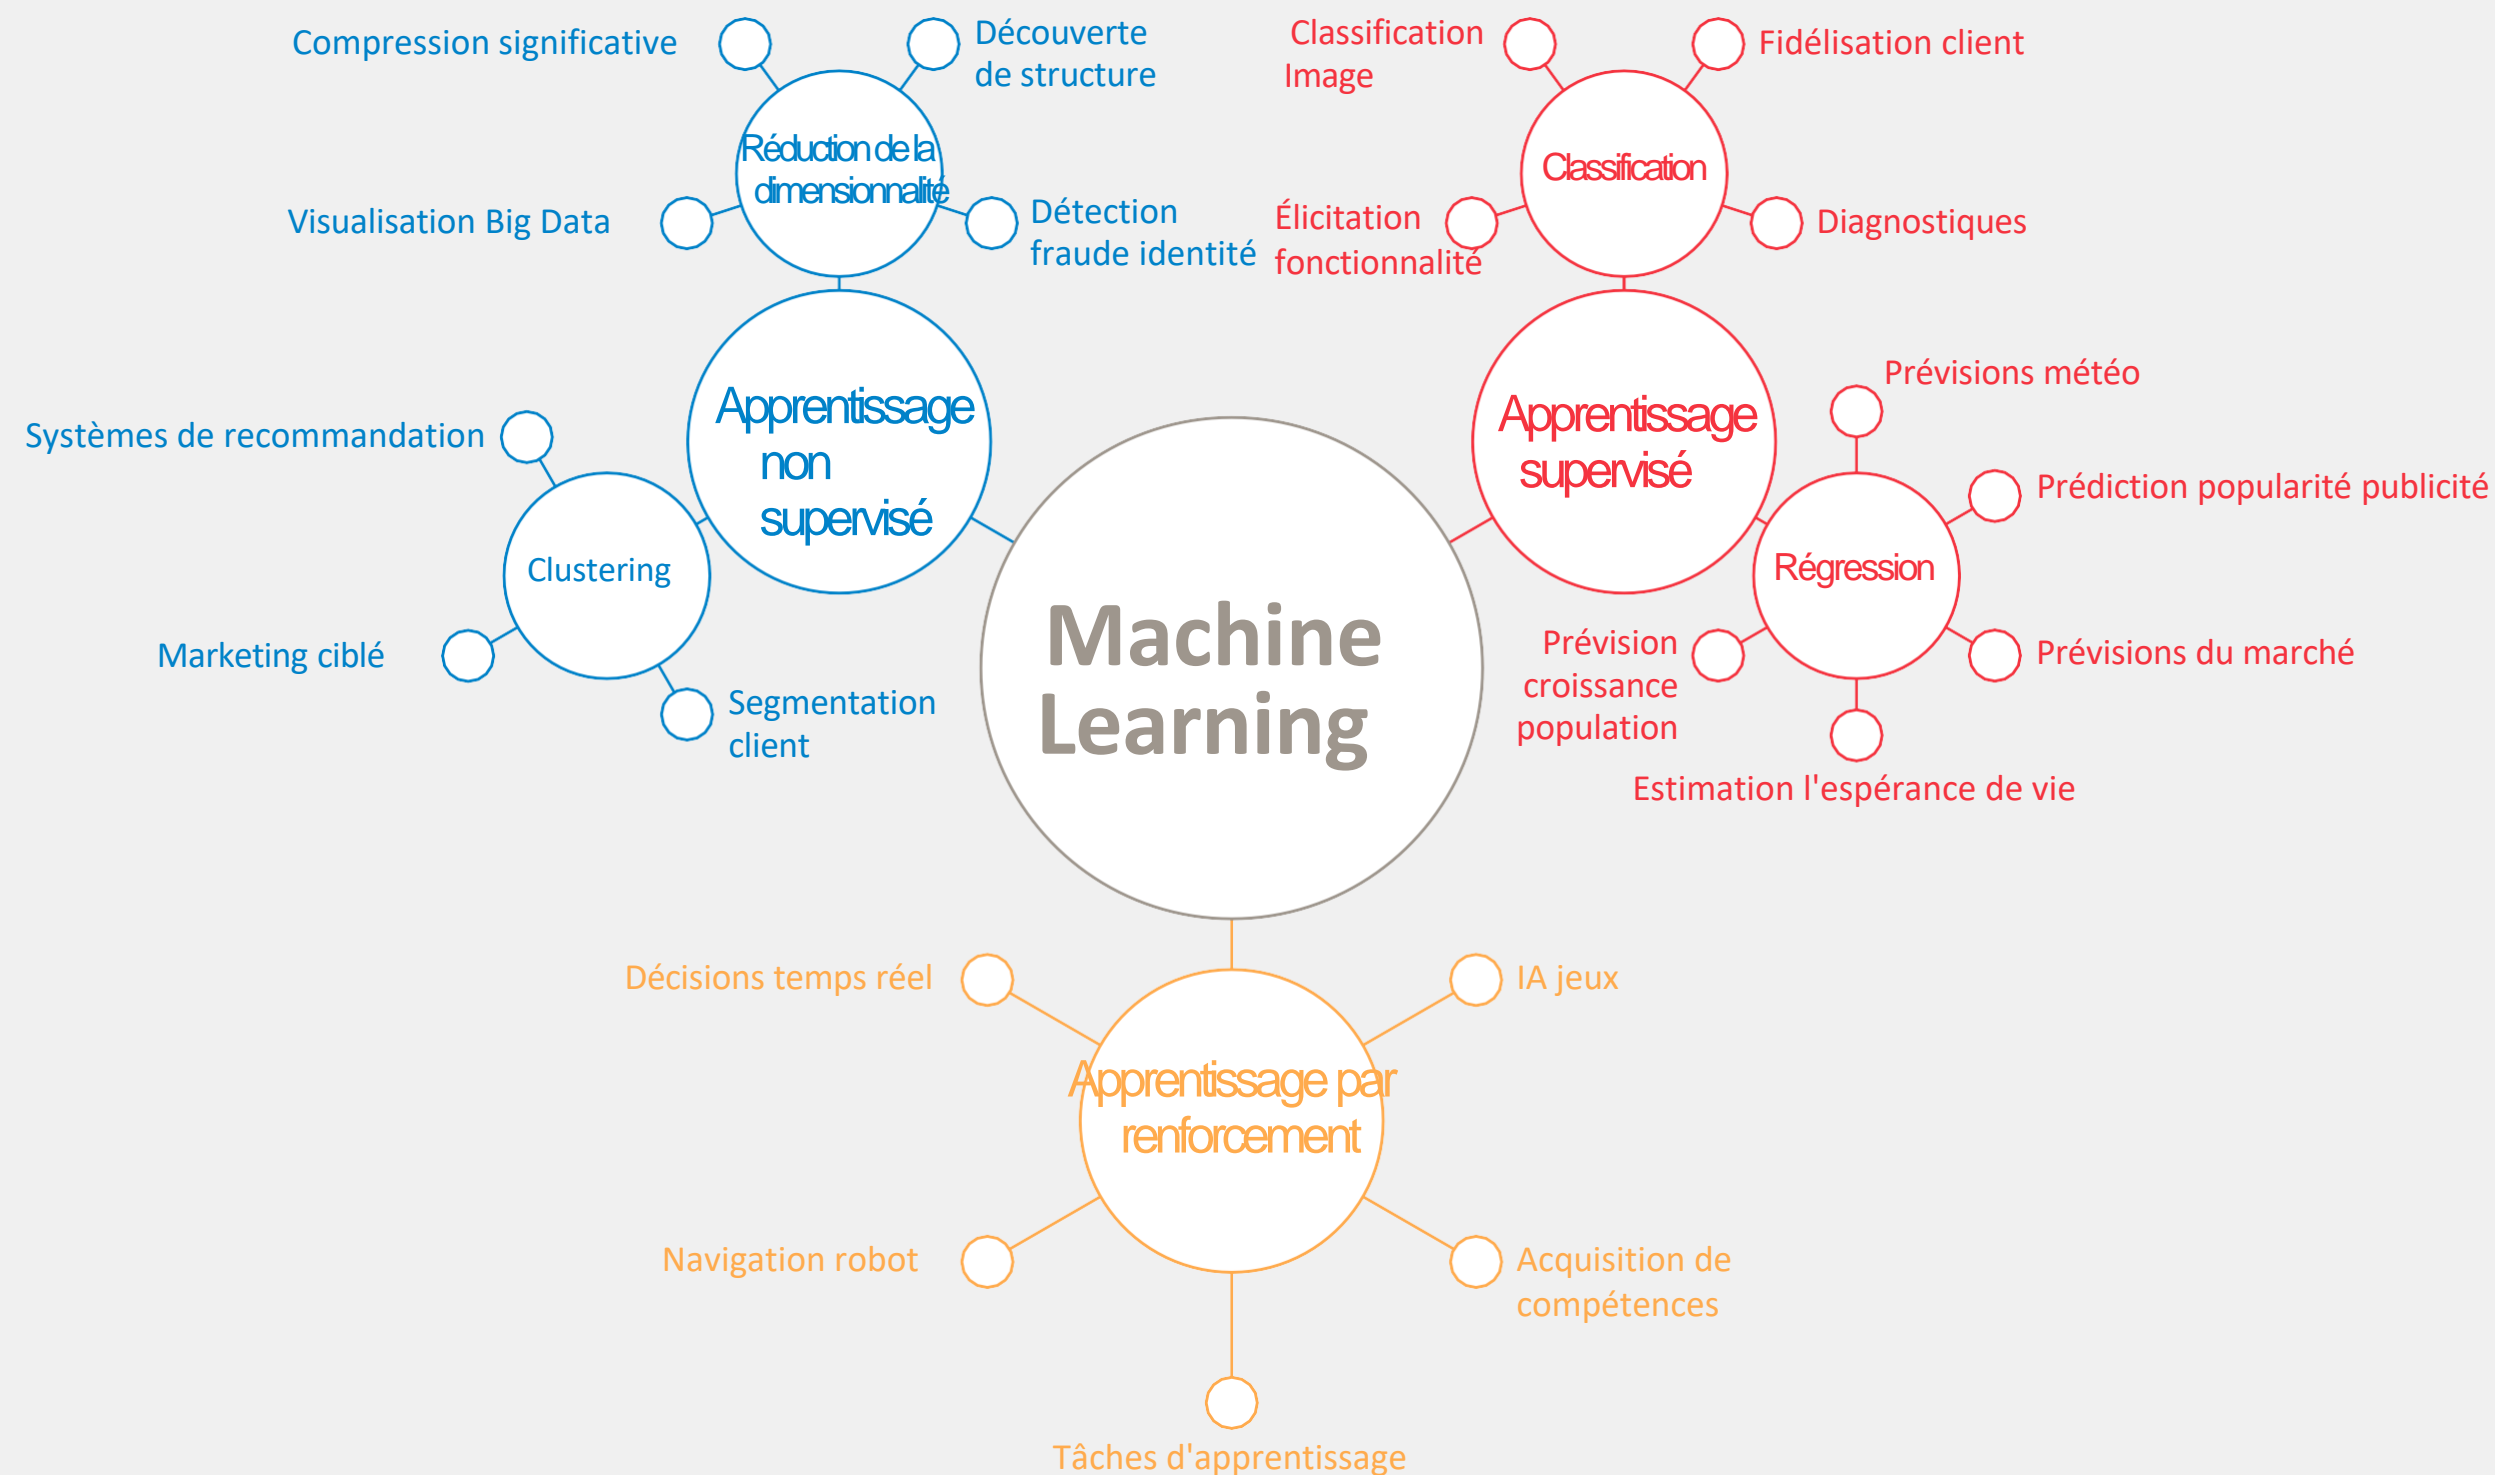 Compression significative
Découverte
de structure
Réduction de la
dimensionnalité
Visualisation Big Data
Détection
fraude identité
Apprentissage
non
supervisé
Systèmes de recommandation
Clustering
Marketing ciblé
Segmentation
client
Classification
Image
Fidélisation client
Classification
Élicitation
fonctionnalité
Diagnostiques
Apprentissage
supervisé
Prévisions météo
Prédiction popularité publicité
Régression
Prévision
croissance
population
Prévisions du marché
Estimation l'espérance de vie
Machine
Learning
Décisions temps réel
IA jeux
Apprentissage par
renforcement
Navigation robot
Acquisition de
compétences
Tâches d'apprentissage